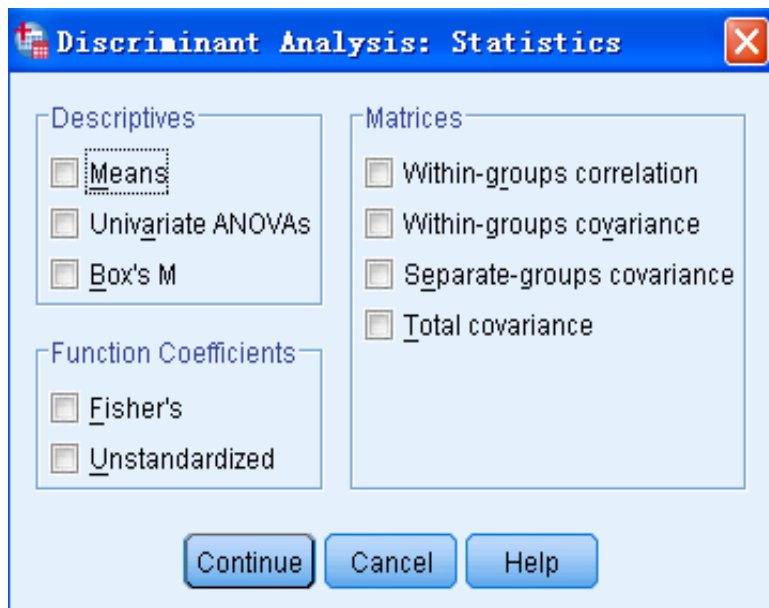 Discriminant Analysis: Statistics
Descriptives
Means
Univariate ANOVAs
Box's M
Function Coefficients
Fisher's
Unstandardized
Matrices
Within-groups correlation
Within-groups covariance
Separate-groups covariance
Total covariance
Continue
Cancel
Help